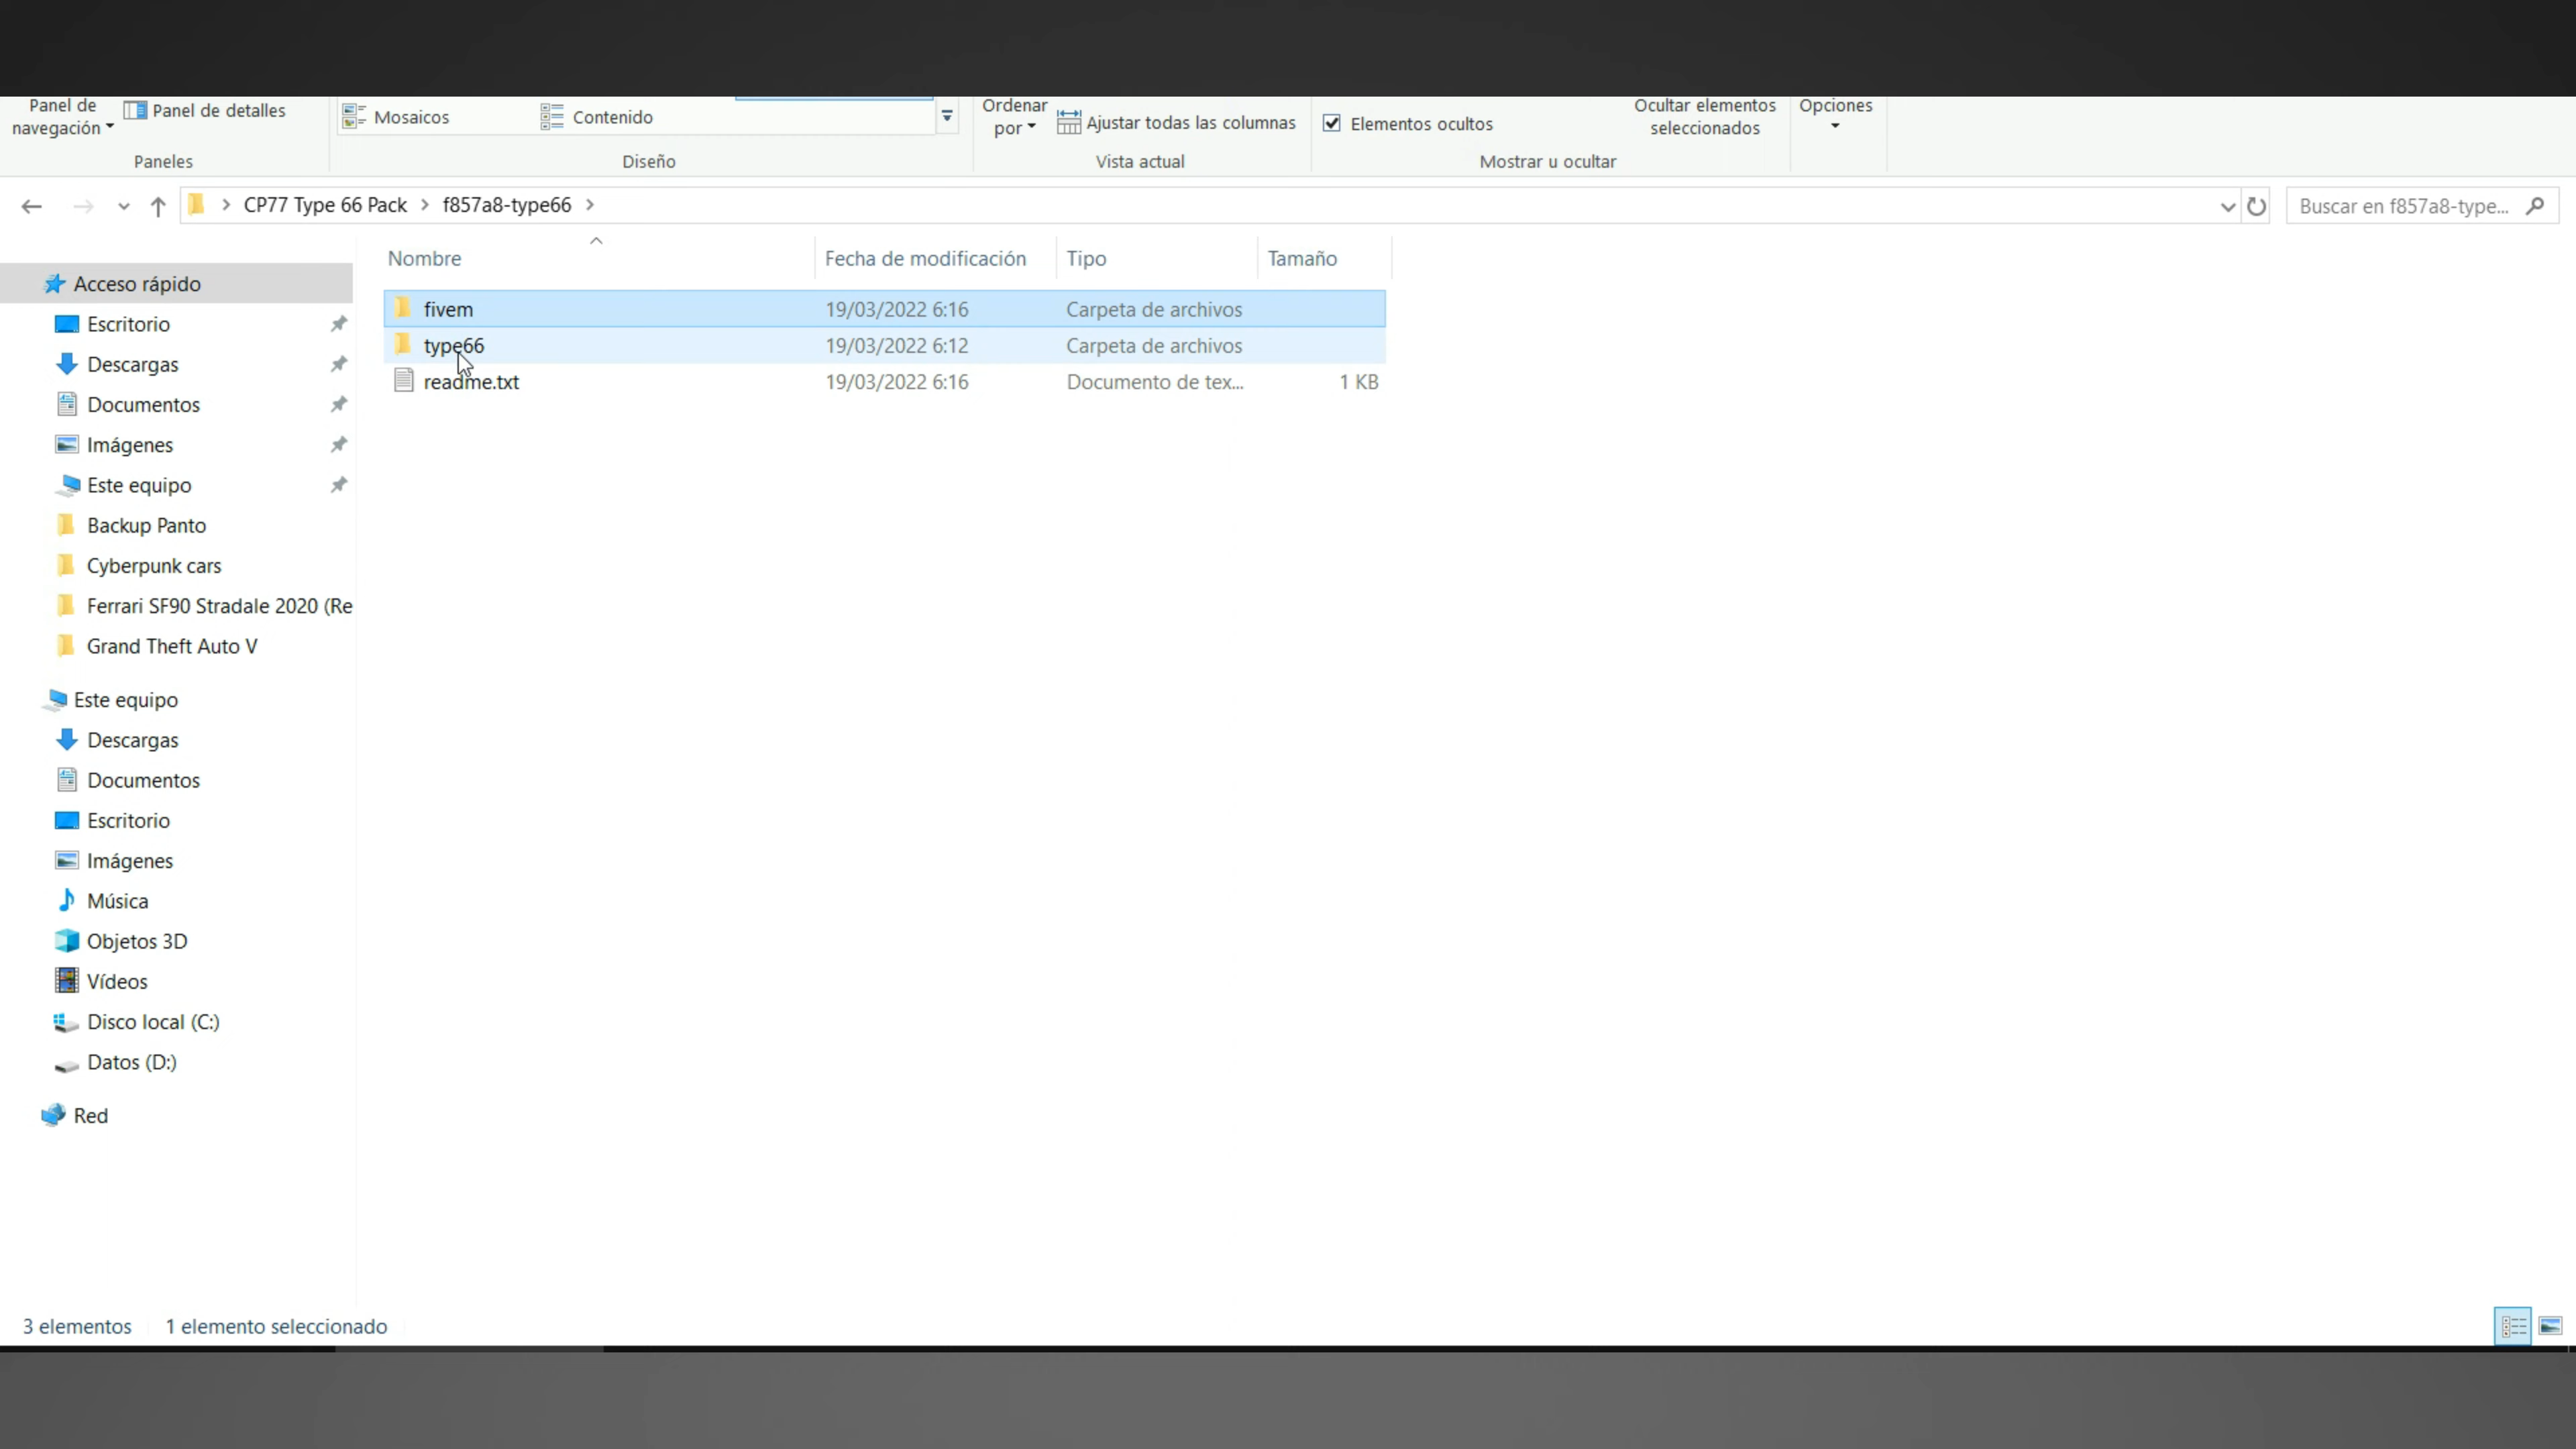 Panel de navegación
Panel de detalles
Mosaicos
Contenido
Ordenar por
Ajustar todas las columnas
Elementos ocultos
Ocultar elementos seleccionados
Opciones
Paneles
Diseño
Vista actual
Mostrar u ocultar
CP77 Type 66 Pack
f857a8-type66
Buscar en f857a8-type...
Nombre
Fecha de modificación
Tipo
Tamaño
fivem 19/03/2022 6:16 Carpeta de archivos
type66 19/03/2022 6:12 Carpeta de archivos
readme.txt 19/03/2022 6:16 Documento de tex... 1 KB
Acceso rápido
Escritorio
Descargas
Documentos
Imágenes
Este equipo
Backup Panto
Cyberpunk cars
Ferrari SF90 Stradale 2020 (Re
Grand Theft Auto V
Este equipo
Descargas
Documentos
Escritorio
Imágenes
Música
Objetos 3D
Vídeos
Disco local (C:)
Datos (D:)
Red
3 elementos
1 elemento seleccionado